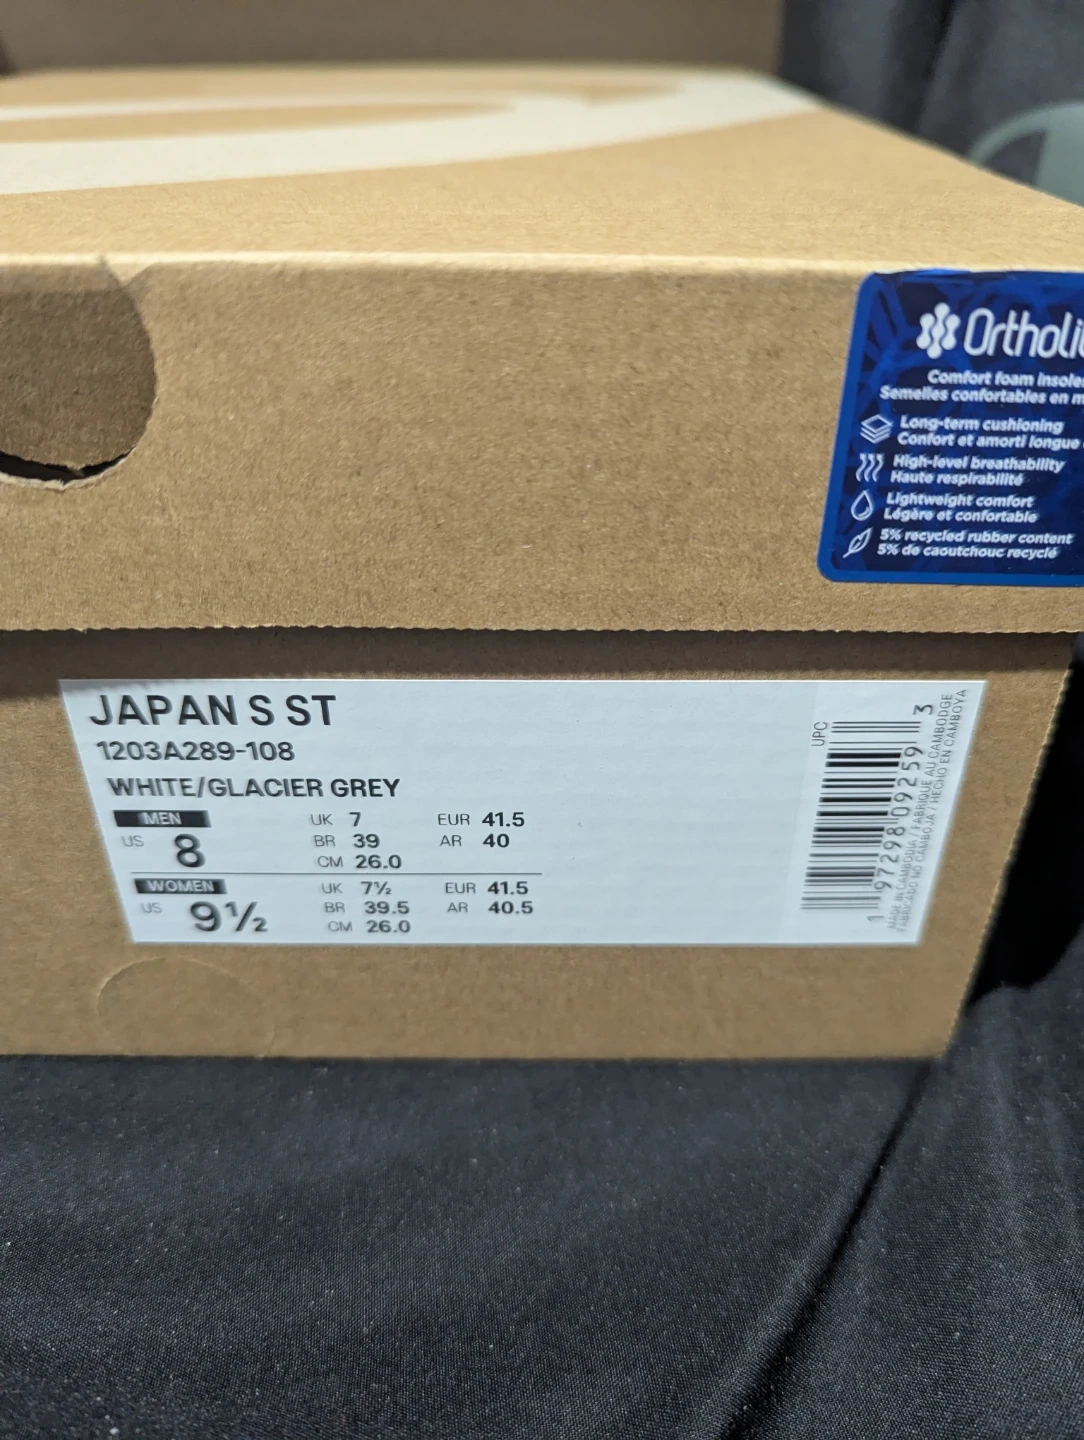 Ortholi
Comfort foam insole
Semelles confortables en m
Long-term cushioning
Confort et amorti longue
High-level breathability
Haute respirabilité
Lightweight comfort
Légère et confortable
5% recycled rubber content
5% de caoutchouc recyclé
JAPAN S ST
1203A289-108
WHITE/GLACIER GREY
MEN UK 7 EUR 41.5
US 8 BR 39 AR 40
CM 26.0
WOMEN UK 7½ EUR 41.5
US 9½ BR 39.5 AR 40.5
CM 26.0
UPC
1 97298 09259 3
MADE IN CAMBODIA / FABRIQUE AU CAMBODGE
FABRICADO NO CAMBOJA / HECHO EN CAMBOYA